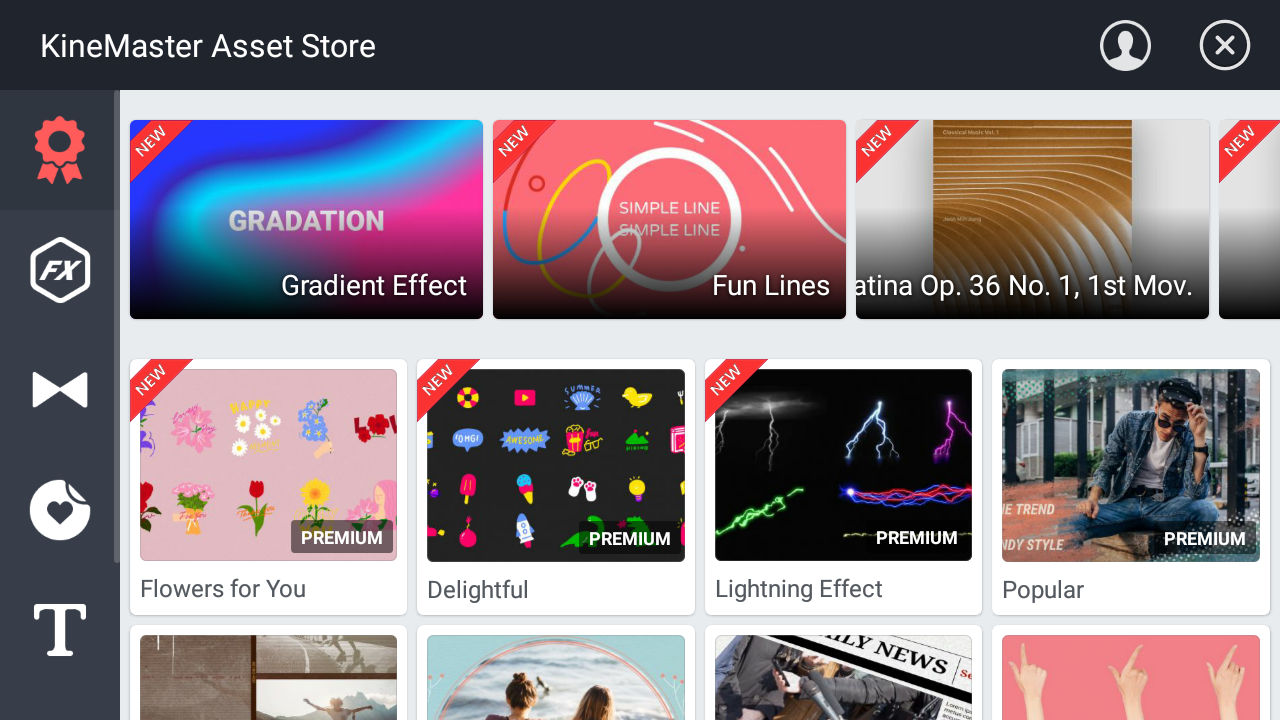 KineMaster Asset Store
FX
T
NEW
GRADATION
Gradient Effect
NEW
SIMPLE LINE
SIMPLE LINE
Fun Lines
NEW
Classical Music Vol. 1
atina Op. 36 No. 1, 1st Mov.
NEW
NEW
HAPPY
PREMIUM
Flowers for You
NEW
SUMMER
OMG!
AWESOME
PREMIUM
Delightful
NEW
PREMIUM
Lightning Effect
E TREND
NDY STYLE
PREMIUM
Popular
ILY NEWS